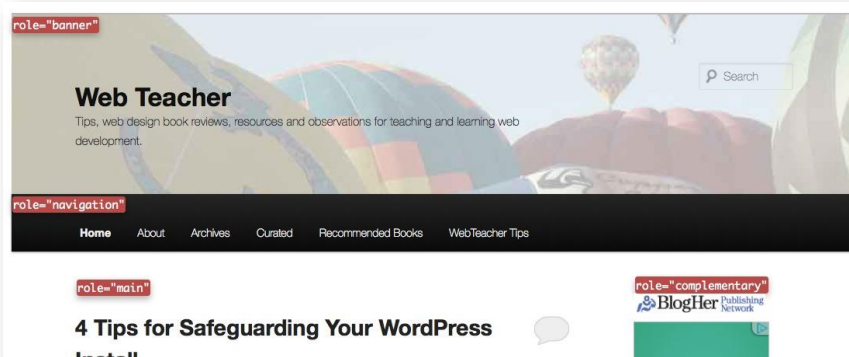 role="banner"
Search
Web Teacher
Tips, web design book reviews, resources and observations for teaching and learning web
development.
role="navigation"
Home About Archives Curated Recommended Books WebTeacher Tips
role="main"
role="complementary"
BlogHer Publishing Network
4 Tips for Safeguarding Your WordPress
Install